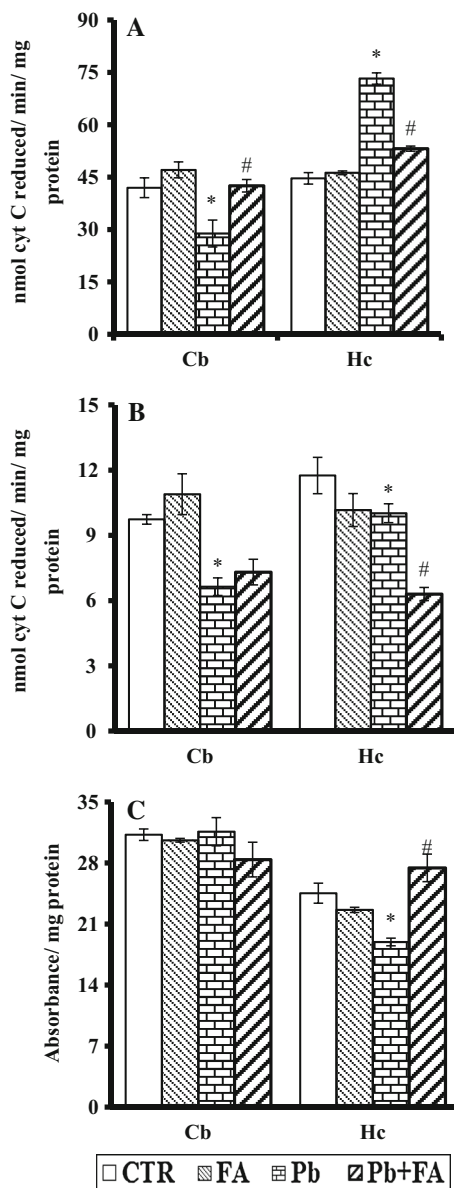 A
nmol cyt C reduced/ min/ mg
protein
90
75
60
45
30
15
0
*
#
*
#
Cb Hc
B
nmol cyt C reduced/ min/ mg
protein
15
12
9
6
3
0
*
*
#
Cb Hc
C
Absorbance/ mg protein
35
28
21
14
7
0
*
#
Cb Hc
CTR FA Pb Pb+FA